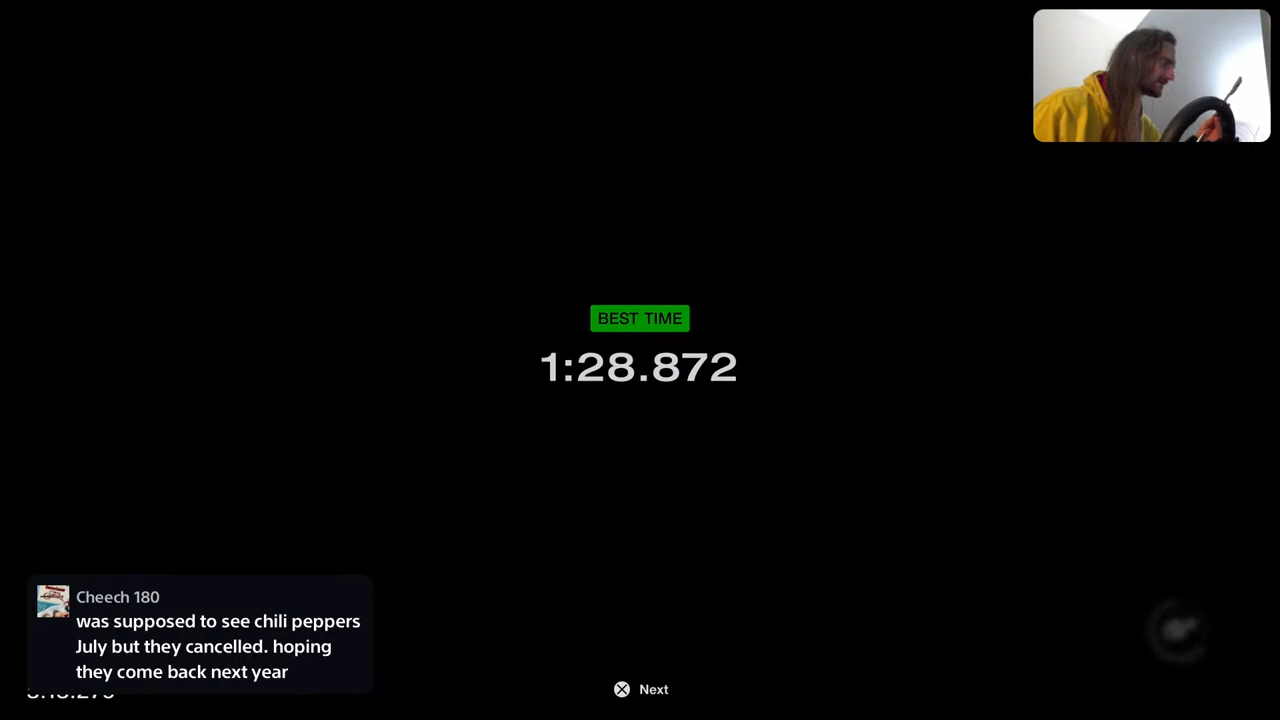 BEST TIME
1:28.872
Cheech 180
was supposed to see chili peppers
July but they cancelled. hoping
they come back next year
Next